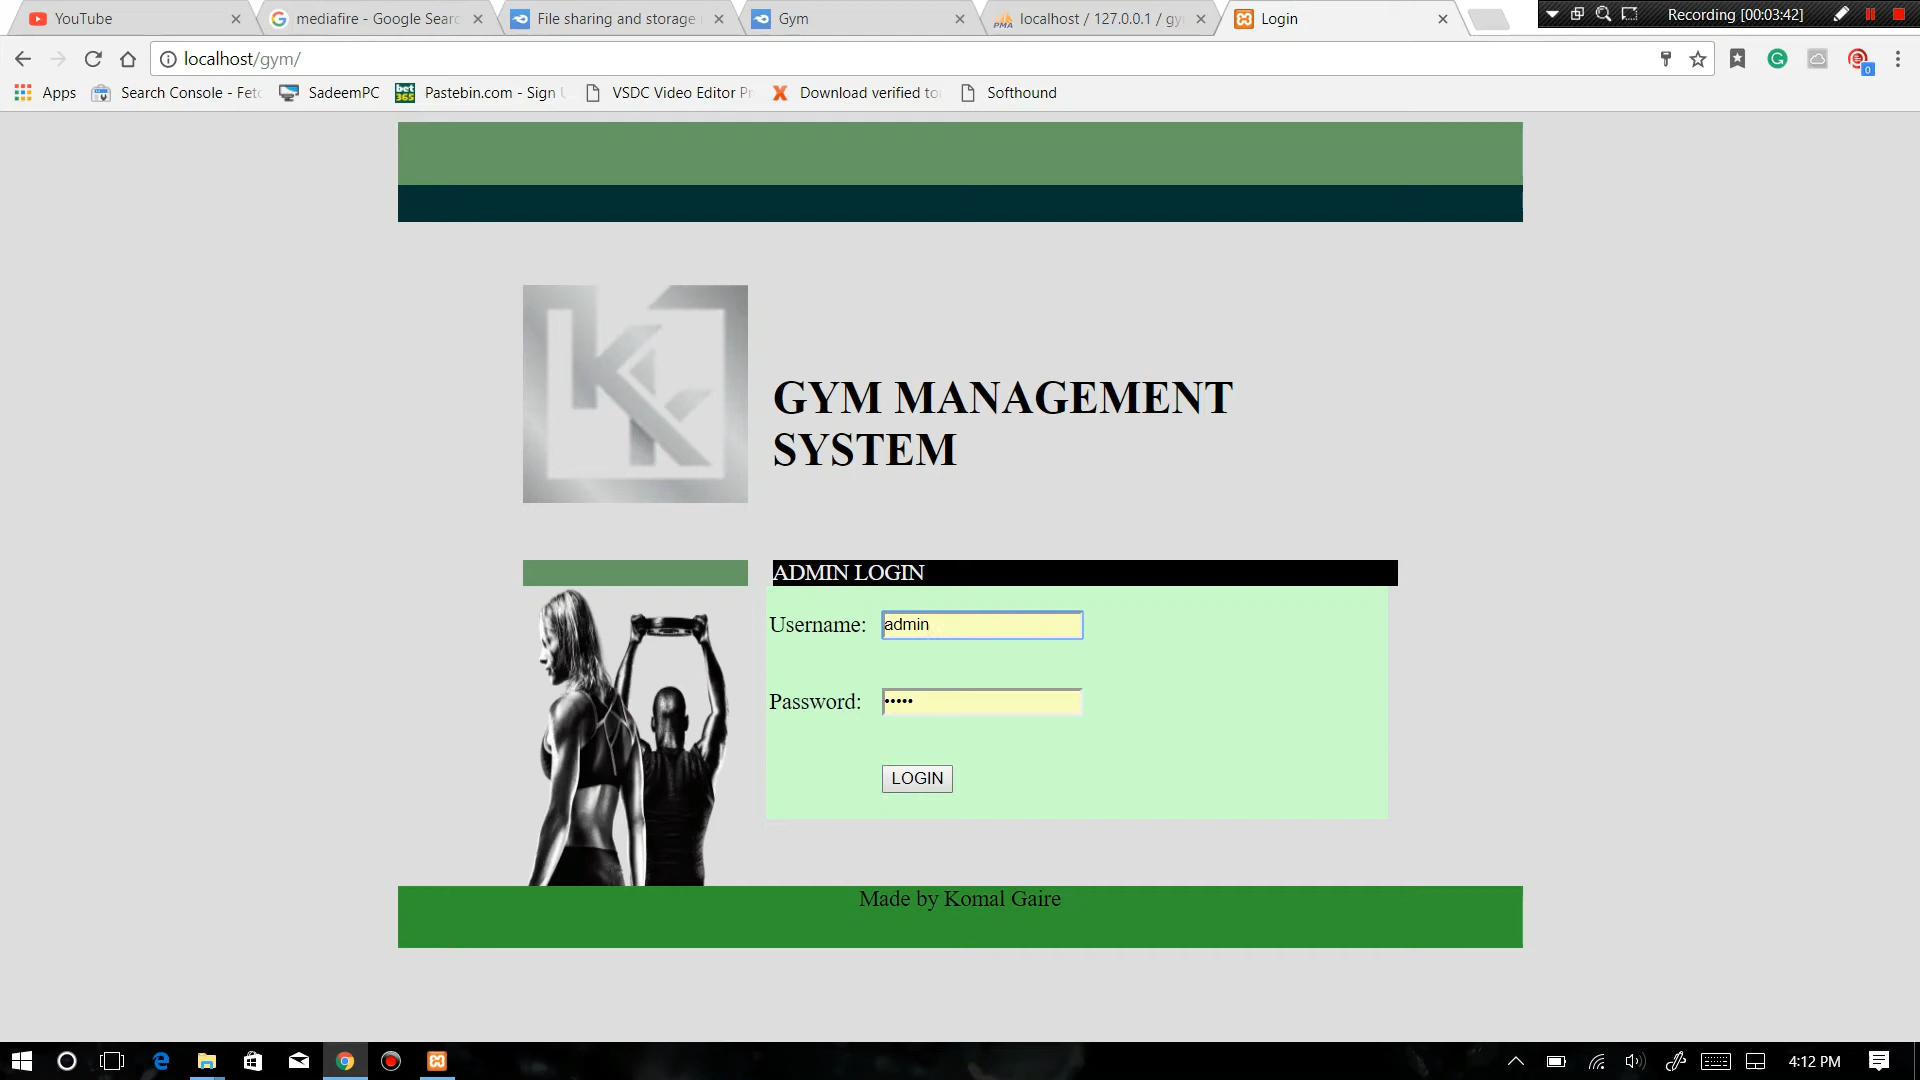 YouTube
mediafire - Google Searc
File sharing and storage
Gym
localhost / 127.0.0.1 / gy
Login
Recording [00:03:42]
localhost/gym/
Apps
Search Console - Fetc
SadeemPC
bet365
Pastebin.com - Sign U
VSDC Video Editor Pr
Download verified to
Softhound
GYM MANAGEMENT
SYSTEM
ADMIN LOGIN
Username: admin
Password: •••••
LOGIN
Made by Komal Gaire
4:12 PM